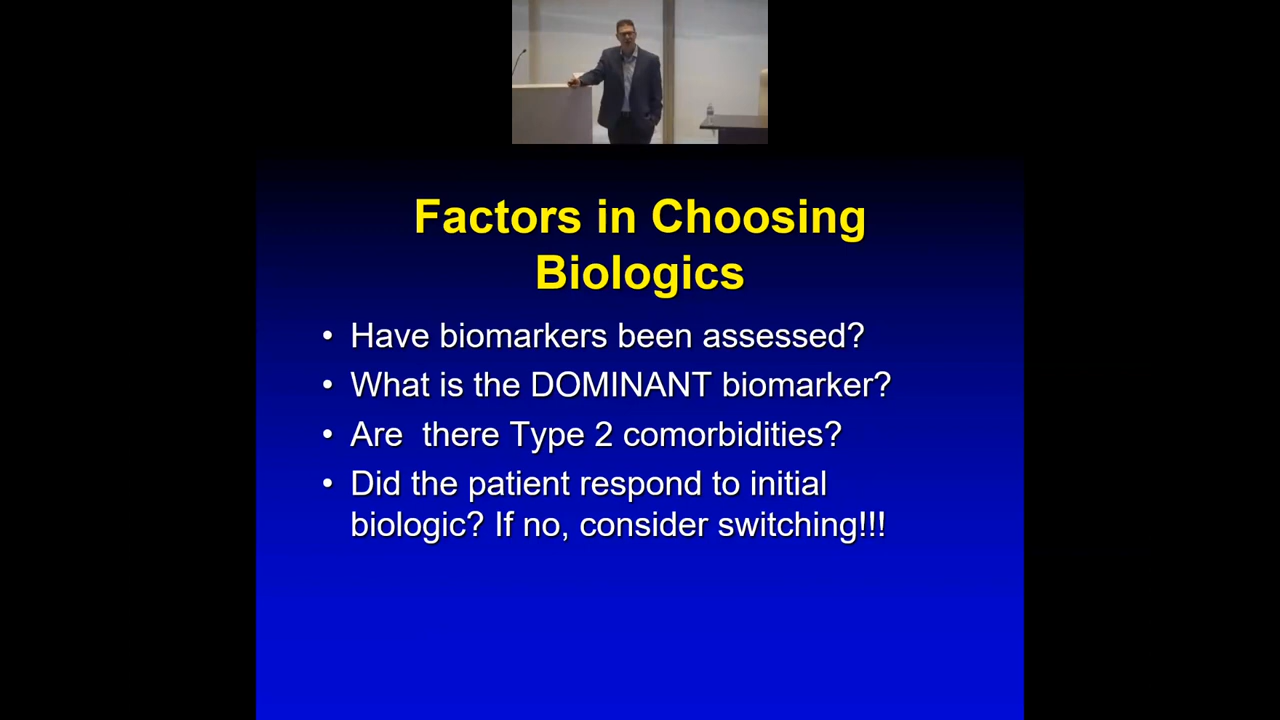 Factors in Choosing
Biologics
• Have biomarkers been assessed?
• What is the DOMINANT biomarker?
• Are  there Type 2 comorbidities?
• Did the patient respond to initial
biologic? If no, consider switching!!!